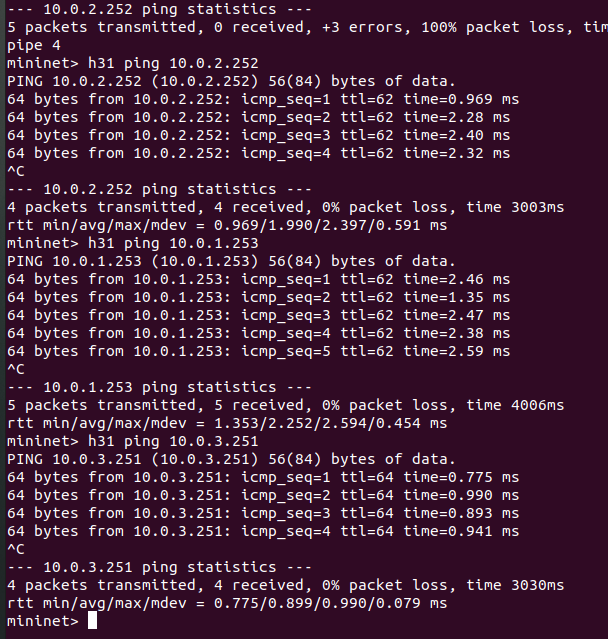 --- 10.0.2.252 ping statistics ---
5 packets transmitted, 0 received, +3 errors, 100% packet loss, tim
pipe 4
mininet> h31 ping 10.0.2.252
PING 10.0.2.252 (10.0.2.252) 56(84) bytes of data.
64 bytes from 10.0.2.252: icmp_seq=1 ttl=62 time=0.969 ms
64 bytes from 10.0.2.252: icmp_seq=2 ttl=62 time=2.28 ms
64 bytes from 10.0.2.252: icmp_seq=3 ttl=62 time=2.40 ms
64 bytes from 10.0.2.252: icmp_seq=4 ttl=62 time=2.32 ms
^C
--- 10.0.2.252 ping statistics ---
4 packets transmitted, 4 received, 0% packet loss, time 3003ms
rtt min/avg/max/mdev = 0.969/1.990/2.397/0.591 ms
mininet> h31 ping 10.0.1.253
PING 10.0.1.253 (10.0.1.253) 56(84) bytes of data.
64 bytes from 10.0.1.253: icmp_seq=1 ttl=62 time=2.46 ms
64 bytes from 10.0.1.253: icmp_seq=2 ttl=62 time=1.35 ms
64 bytes from 10.0.1.253: icmp_seq=3 ttl=62 time=2.47 ms
64 bytes from 10.0.1.253: icmp_seq=4 ttl=62 time=2.38 ms
64 bytes from 10.0.1.253: icmp_seq=5 ttl=62 time=2.59 ms
^C
--- 10.0.1.253 ping statistics ---
5 packets transmitted, 5 received, 0% packet loss, time 4006ms
rtt min/avg/max/mdev = 1.353/2.252/2.594/0.454 ms
mininet> h31 ping 10.0.3.251
PING 10.0.3.251 (10.0.3.251) 56(84) bytes of data.
64 bytes from 10.0.3.251: icmp_seq=1 ttl=64 time=0.775 ms
64 bytes from 10.0.3.251: icmp_seq=2 ttl=64 time=0.990 ms
64 bytes from 10.0.3.251: icmp_seq=3 ttl=64 time=0.893 ms
64 bytes from 10.0.3.251: icmp_seq=4 ttl=64 time=0.941 ms
^C
--- 10.0.3.251 ping statistics ---
4 packets transmitted, 4 received, 0% packet loss, time 3030ms
rtt min/avg/max/mdev = 0.775/0.899/0.990/0.079 ms
mininet>